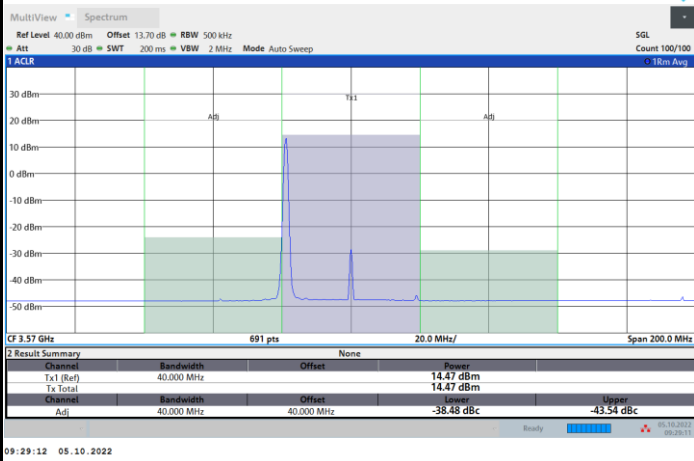 MultiView Spectrum
Ref Level 40.00 dBm Offset 13.70 dB RBW 500 kHz SGL
Att 30 dB SWT 200 ms VBW 2 MHz Mode Auto Sweep Count 100/100
1 ACLR 1Rm Avg
30 dBm
Tx1
20 dBm
Adj Adj
10 dBm
0 dBm
-10 dBm
-20 dBm
-30 dBm
-40 dBm
-50 dBm
CF 3.57 GHz 691 pts 20.0 MHz/ Span 200.0 MHz
2 Result Summary None
Channel Bandwidth Offset Power
Tx1 (Ref) 40.000 MHz 14.47 dBm
Tx Total 14.47 dBm
Channel Bandwidth Offset Lower Upper
Adj 40.000 MHz 40.000 MHz -38.48 dBc -43.54 dBc
Ready 05.10.2022
09:29:11
09:29:12 05.10.2022